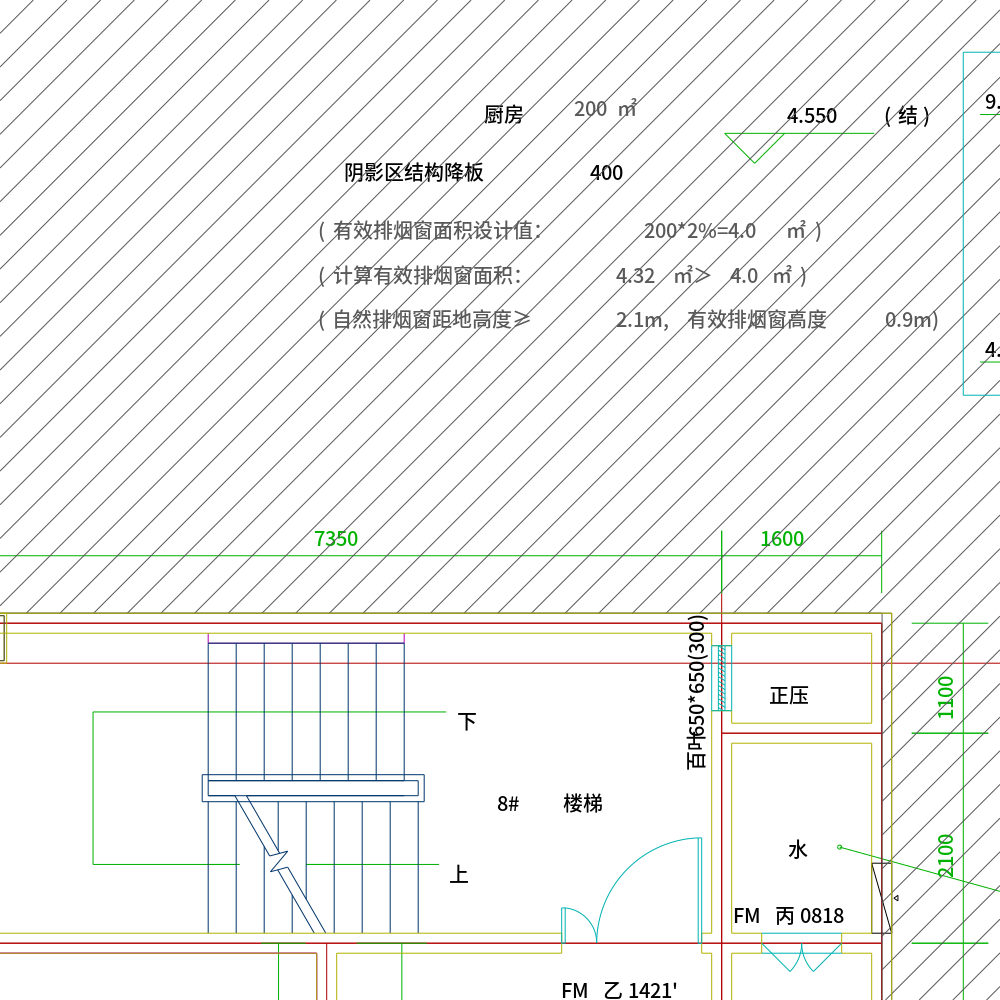 9.
厨房 200 ㎡ 4.550 (结)
阴影区结构降板 400
(有效排烟窗面积设计值： 200*2%=4.0 ㎡)
(计算有效排烟窗面积： 4.32 ㎡＞ 4.0 ㎡)
(自然排烟窗距地高度≥ 2.1m, 有效排烟窗高度 0.9m)
4.
7350 1600
百叶650*650(300)
正压
1100
下
8# 楼梯
水
2100
上
FM 丙 0818
FM 乙 1421'